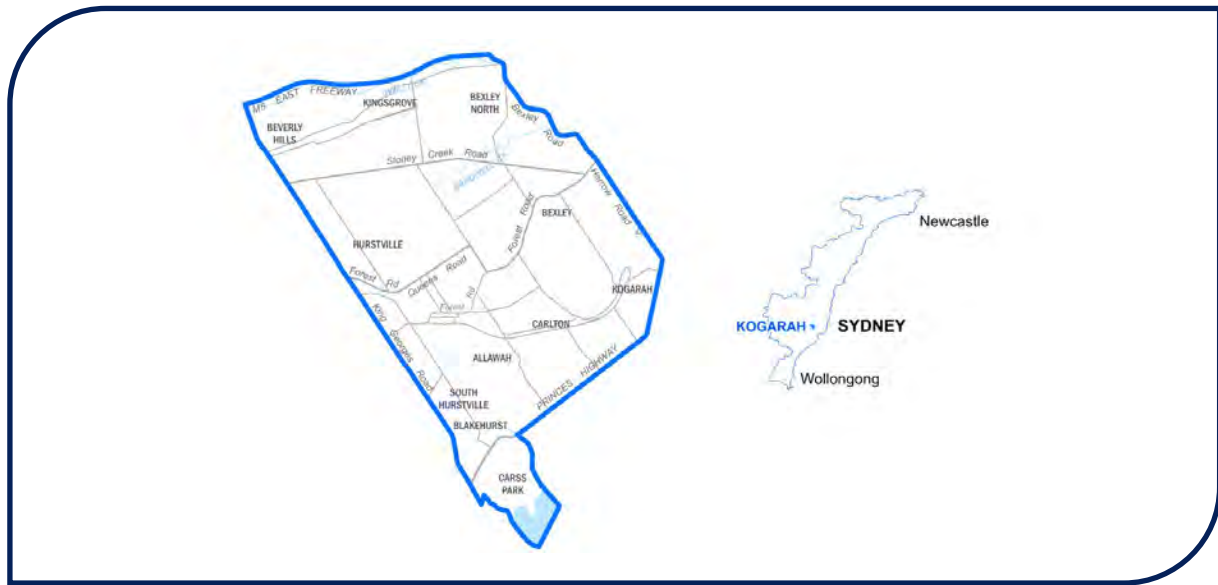 M5 EAST FREEWAY
KINGSGROVE
BEXLEY
NORTH
Bexley Road
BEVERLY
HILLS
Stoney Creek Road
Harrow Road
BEXLEY
Forest Road
HURSTVILLE
Forest Rd
Queens Road
KOGARAH
Forest Rd
King Georges Road
CARLTON
ALLAWAH
PRINCES HIGHWAY
SOUTH
HURSTVILLE
BLAKEHURST
CARSS
PARK
Newcastle
KOGARAH
SYDNEY
Wollongong